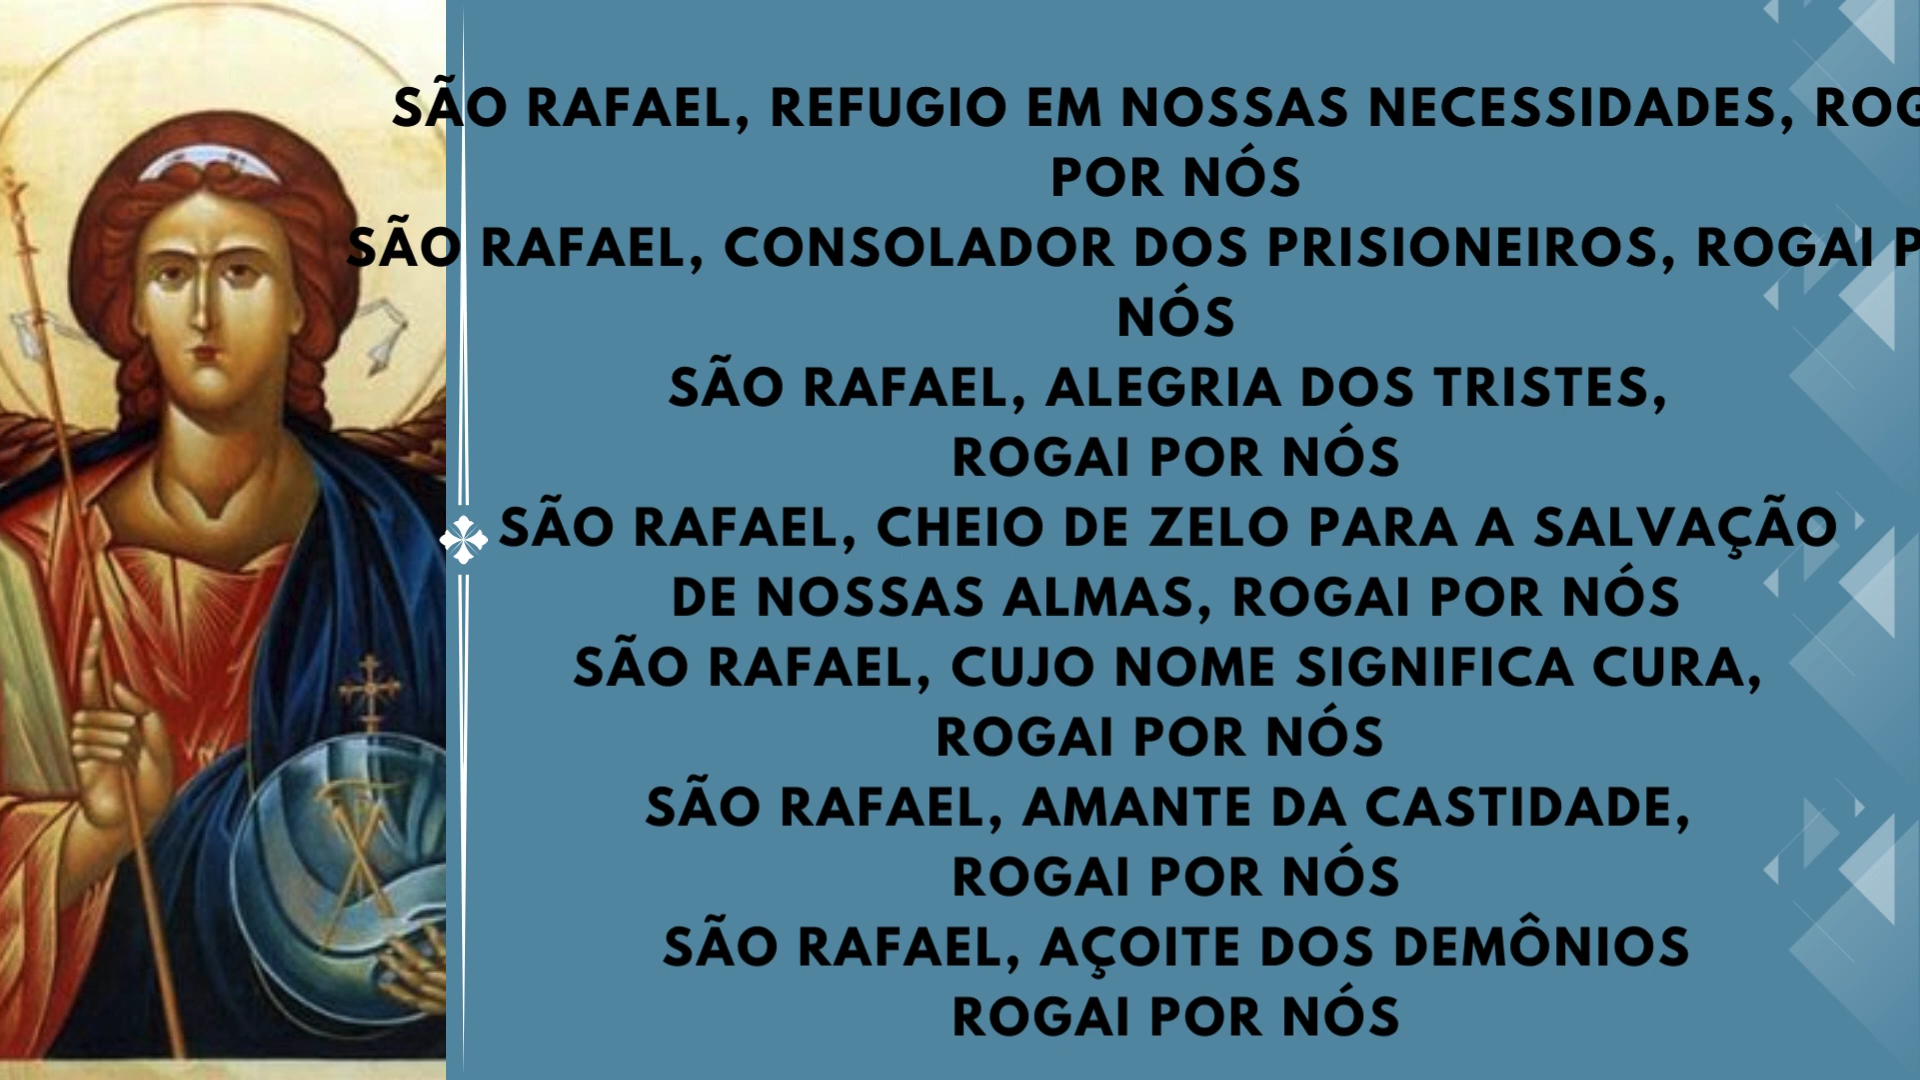 SÃO RAFAEL, REFUGIO EM NOSSAS NECESSIDADES, ROG
POR NÓS
SÃO RAFAEL, CONSOLADOR DOS PRISIONEIROS, ROGAI P
NÓS
SÃO RAFAEL, ALEGRIA DOS TRISTES,
ROGAI POR NÓS
SÃO RAFAEL, CHEIO DE ZELO PARA A SALVAÇÃO
DE NOSSAS ALMAS, ROGAI POR NÓS
SÃO RAFAEL, CUJO NOME SIGNIFICA CURA,
ROGAI POR NÓS
SÃO RAFAEL, AMANTE DA CASTIDADE,
ROGAI POR NÓS
SÃO RAFAEL, AÇOITE DOS DEMÔNIOS
ROGAI POR NÓS